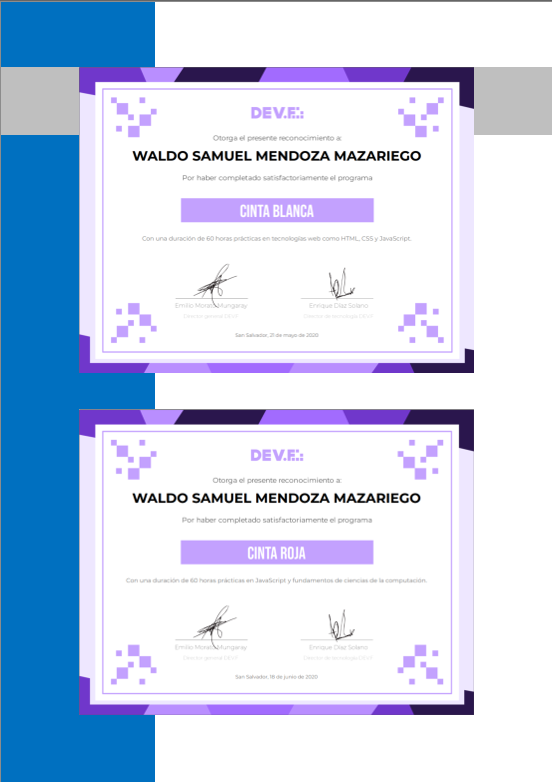 DEV.F.:
Otorga el presente reconocimiento a:
WALDO SAMUEL MENDOZA MAZARIEGO
Por haber completado satisfactoriamente el programa
CINTA BLANCA
Con una duración de 60 horas prácticas en tecnologías web como HTML, CSS y JavaScript.
Emilio Morato Mungaray Enrique Díaz Solano
Director general DEV.F Director de tecnología DEV.F
San Salvador, 21 de mayo de 2020
DEV.F.:
Otorga el presente reconocimiento a:
WALDO SAMUEL MENDOZA MAZARIEGO
Por haber completado satisfactoriamente el programa
CINTA ROJA
Con una duración de 60 horas prácticas en JavaScript y fundamentos de ciencias de la computación.
Emilio Morato Mungaray Enrique Díaz Solano
Director general DEV.F Director de tecnología DEV.F
San Salvador, 18 de junio de 2020